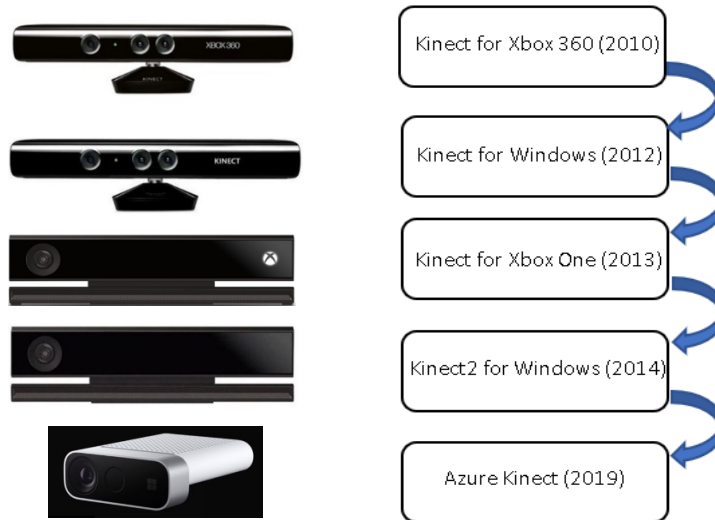 XBOX360
KINECT
Kinect for Xbox 360 (2010)
KINECT
Kinect for Windows (2012)
Kinect for Xbox One (2013)
Kinect2 for Windows (2014)
Azure Kinect (2019)